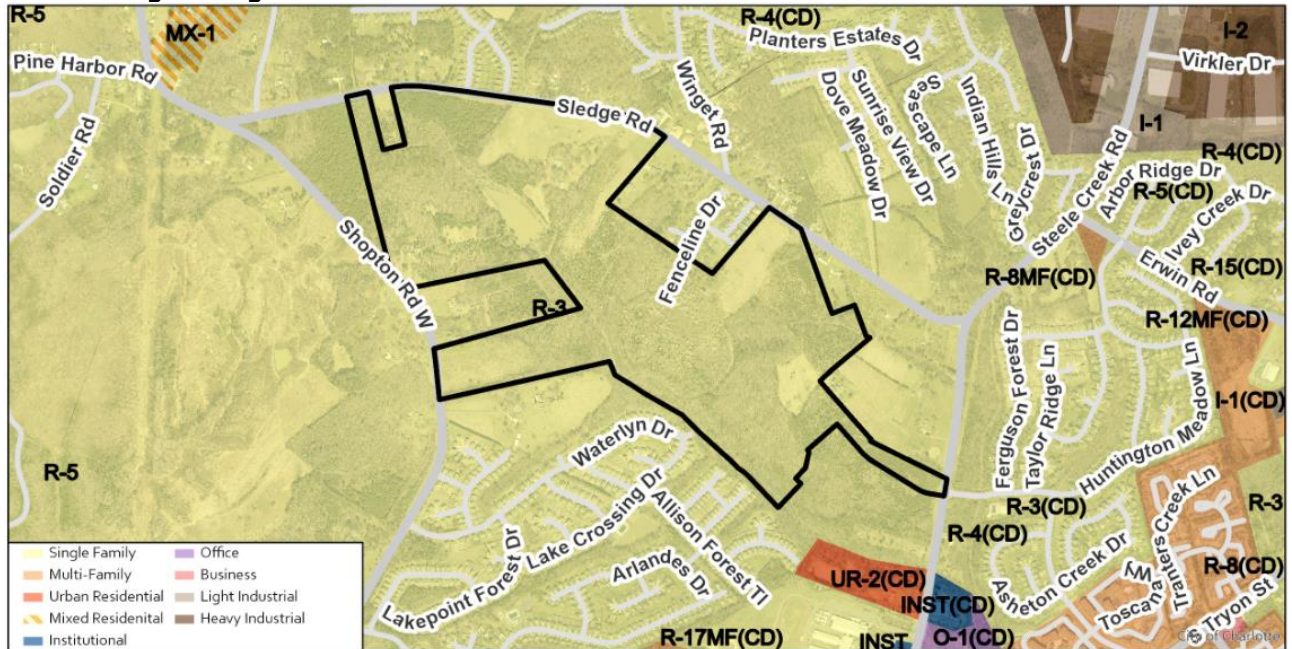 R-5
MX-1
R-4(CD)
I-2
Pine Harbor Rd
Planters Estates Dr
Virkler Dr
Soldier Rd
Sledge Rd
Winget Rd
Dove Meadow Dr
Sunrise View Dr
Seascape Ln
Indian Hills Ln
Greycrest Dr
Steele Creek Rd
I-1
R-4(CD)
Arbor Ridge Dr
R-5(CD)
Ivey Creek Dr
Shopton Rd W
Fenceline Dr
R-3
R-8MF(CD)
Erwin Rd
R-15(CD)
R-12MF(CD)
Ferguson Forest Dr
Taylor Ridge Ln
Huntington Meadow Ln
I-1(CD)
R-5
Waterlyn Dr
Lake Crossing Dr
Allison Forest Tl
Lakepoint Forest Dr
Arlandes Dr
R-3(CD)
R-4(CD)
Asheton Creek Dr
Tranters Creek Ln
Toscana Wy
R-3
R-8(CD)
S Tryon St
UR-2(CD)
INST(CD)
R-17MF(CD)
INST
O-1(CD)
Single Family
Multi-Family
Urban Residential
Mixed Residenital
Institutional
Office
Business
Light Industrial
Heavy Industrial
City of Charlotte